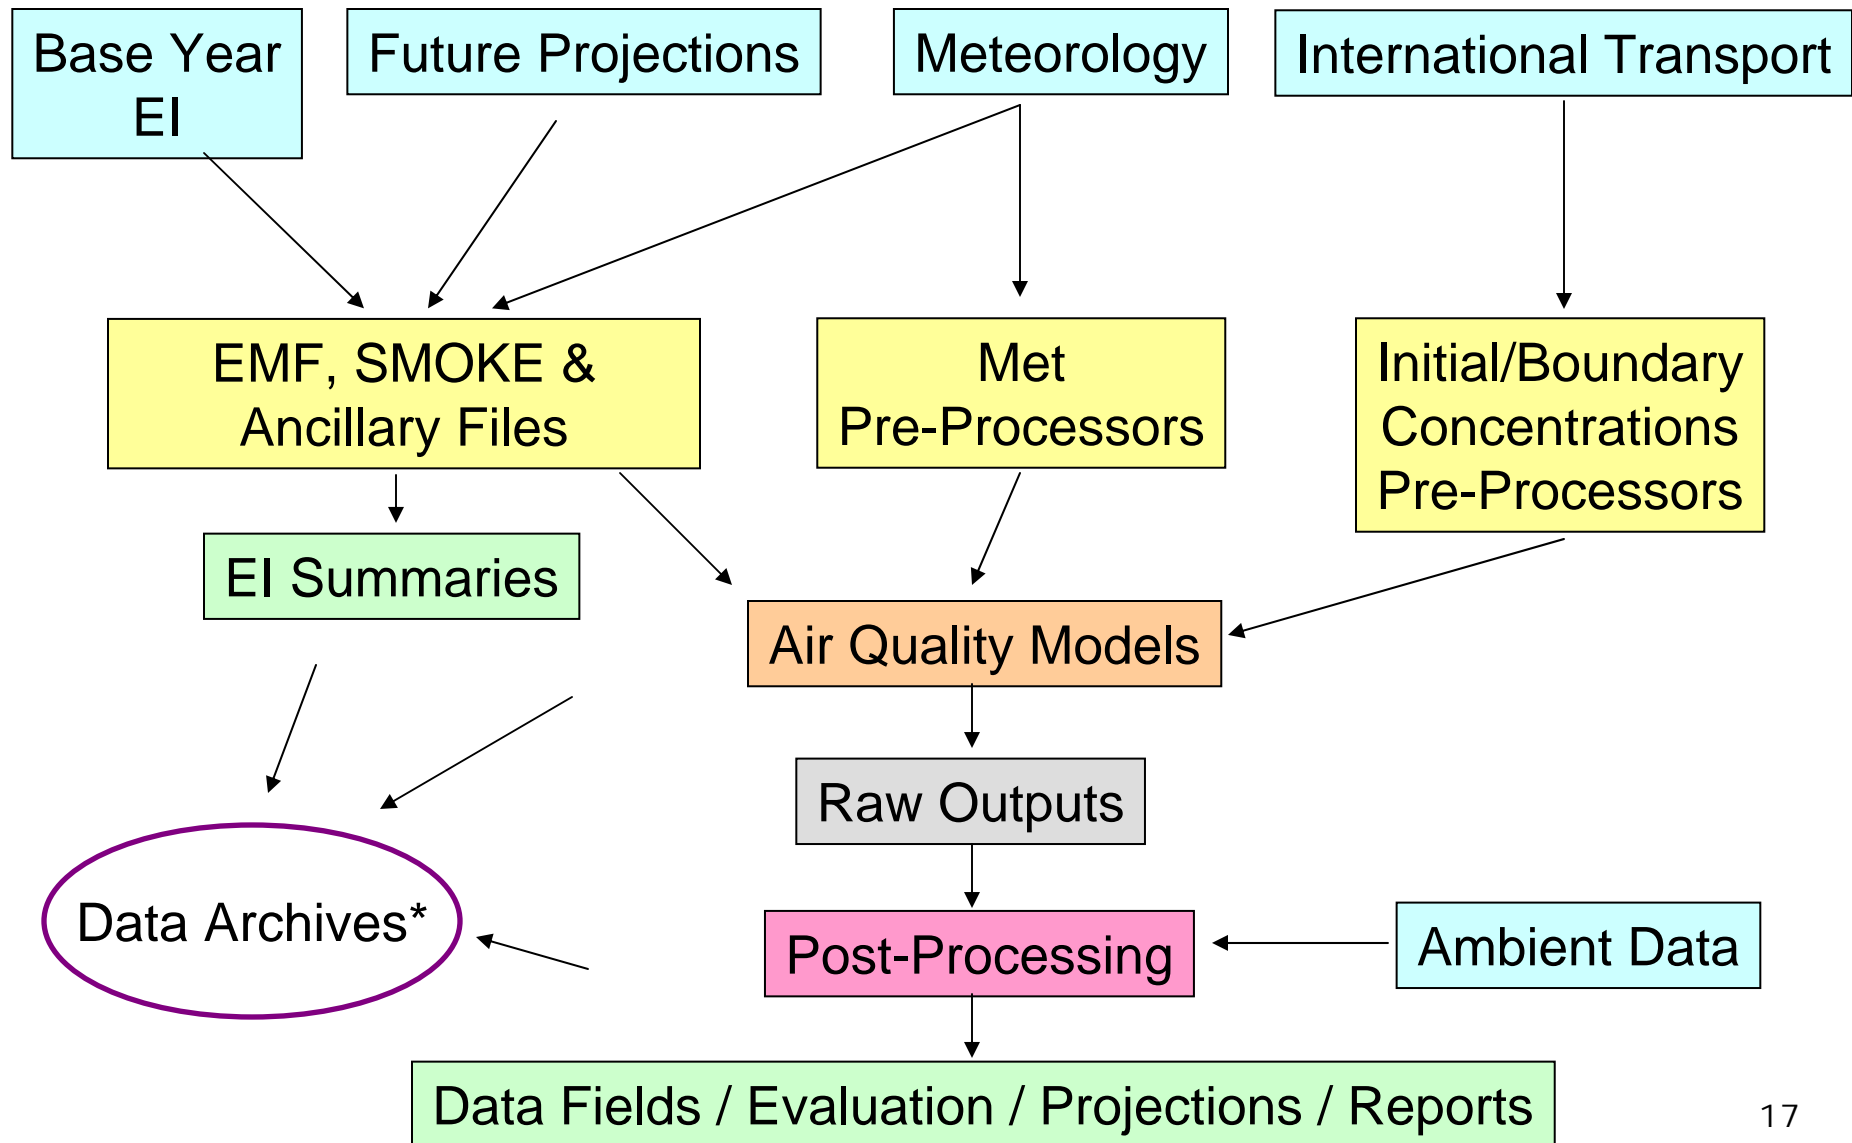 Base Year
EI
Future Projections
Meteorology
International Transport
EMF, SMOKE &
Ancillary Files
Met
Pre-Processors
Initial/Boundary
Concentrations
Pre-Processors
EI Summaries
Air Quality Models
Raw Outputs
Data Archives*
Post-Processing
Ambient Data
Data Fields / Evaluation / Projections / Reports
17